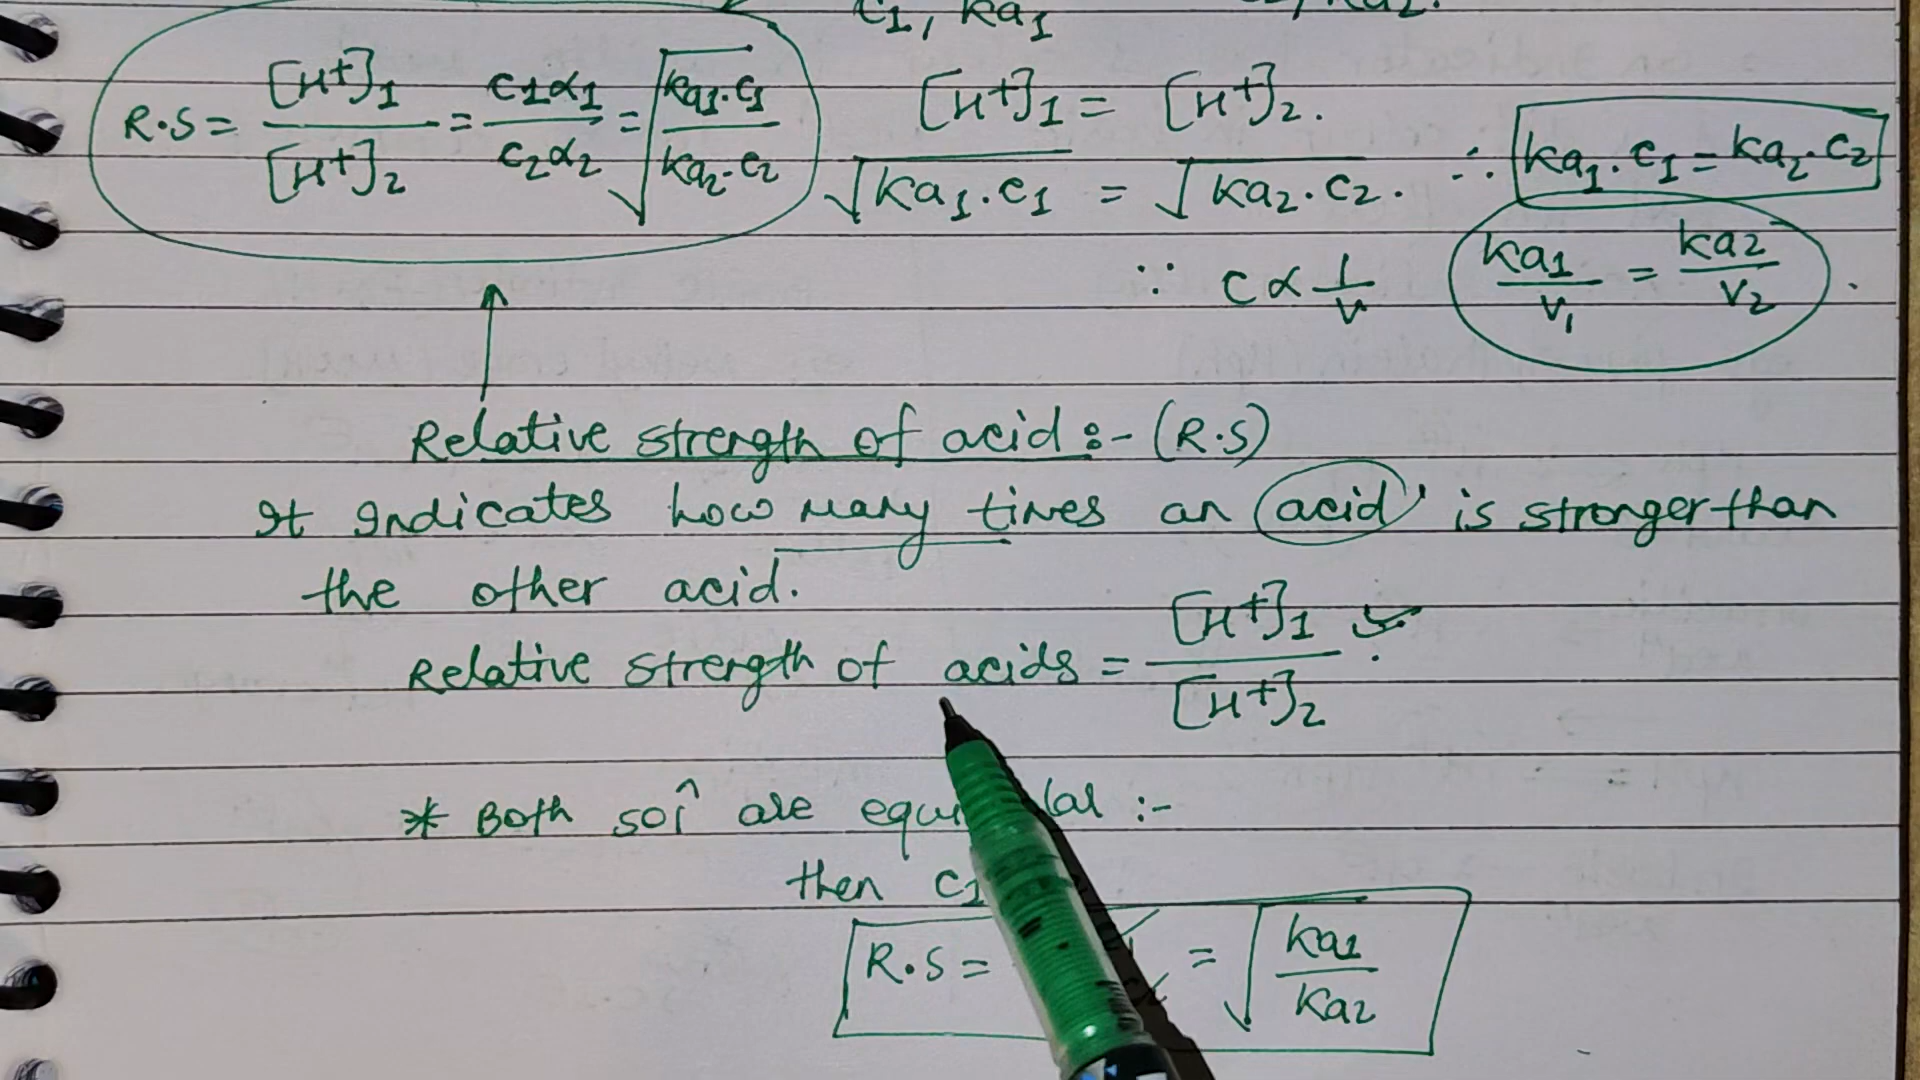 C1, Ka1
R.S = [H+]1 / [H+]2 = C1α1 / C2α2 = √(Ka1.C1 / Ka2.C2)
[H+]1 = [H+]2.
√Ka1.C1 = √Ka2.C2. ∴ Ka1.C1 = Ka2.C2
∵ C ∝ 1/V Ka1/V1 = Ka2/V2.
Relative strength of acid :- (R.S)
It Indicates how many times an 'acid' is stronger than
the other acid.
Relative strength of acids = [H+]1 / [H+]2.
* Both sol^n are :-
then C1
R.S = = √(Ka1 / Ka2)